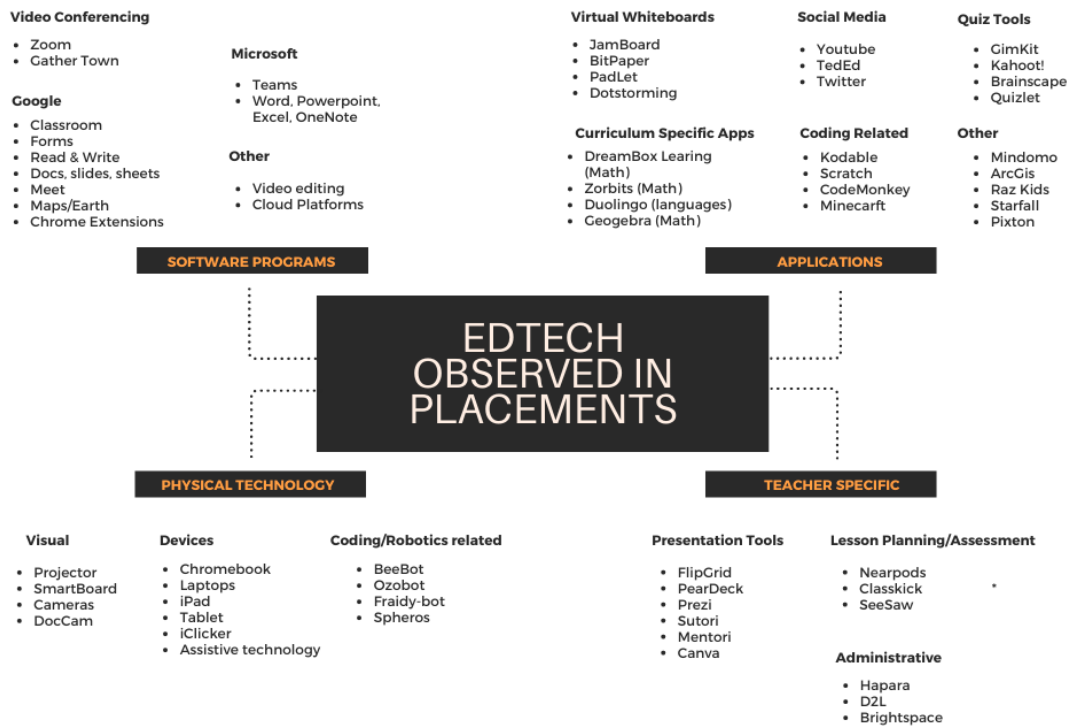 Video Conferencing
• Zoom
• Gather Town
Google
• Classroom
• Forms
• Read & Write
• Docs, slides, sheets
• Meet
• Maps/Earth
• Chrome Extensions
Microsoft
• Teams
• Word, Powerpoint,
Excel, OneNote
Other
• Video editing
• Cloud Platforms
SOFTWARE PROGRAMS
Virtual Whiteboards
• JamBoard
• BitPaper
• PadLet
• Dotstorming
Social Media
• Youtube
• TedEd
• Twitter
Quiz Tools
• GimKit
• Kahoot!
• Brainscape
• Quizlet
Curriculum Specific Apps
• DreamBox Learing
(Math)
• Zorbits (Math)
• Duolingo (languages)
• Geogebra (Math)
Coding Related
• Kodable
• Scratch
• CodeMonkey
• Minecarft
Other
• Mindomo
• ArcGis
• Raz Kids
• Starfall
• Pixton
APPLICATIONS
EDTECH
OBSERVED IN
PLACEMENTS
PHYSICAL TECHNOLOGY
Visual
• Projector
• SmartBoard
• Cameras
• DocCam
Devices
• Chromebook
• Laptops
• iPad
• Tablet
• iClicker
• Assistive technology
Coding/Robotics related
• BeeBot
• Ozobot
• Fraidy-bot
• Spheros
TEACHER SPECIFIC
Presentation Tools
• FlipGrid
• PearDeck
• Prezi
• Sutori
• Mentori
• Canva
Lesson Planning/Assessment
• Nearpods
• Classkick
• SeeSaw
*
Administrative
• Hapara
• D2L
• Brightspace